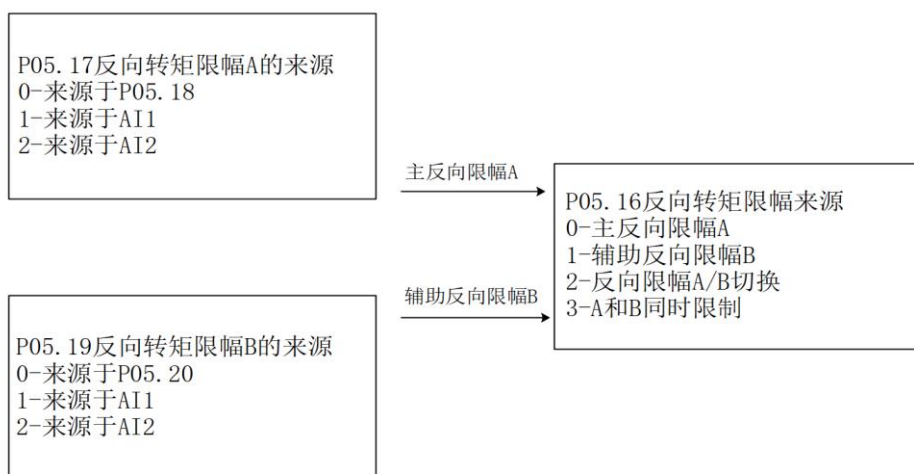 P05.17反向转矩限幅A的来源
0-来源于P05.18
1-来源于AI1
2-来源于AI2
主反向限幅A
P05.16反向转矩限幅来源
0-主反向限幅A
1-辅助反向限幅B
2-反向限幅A/B切换
3-A和B同时限制
辅助反向限幅B
P05.19反向转矩限幅B的来源
0-来源于P05.20
1-来源于AI1
2-来源于AI2